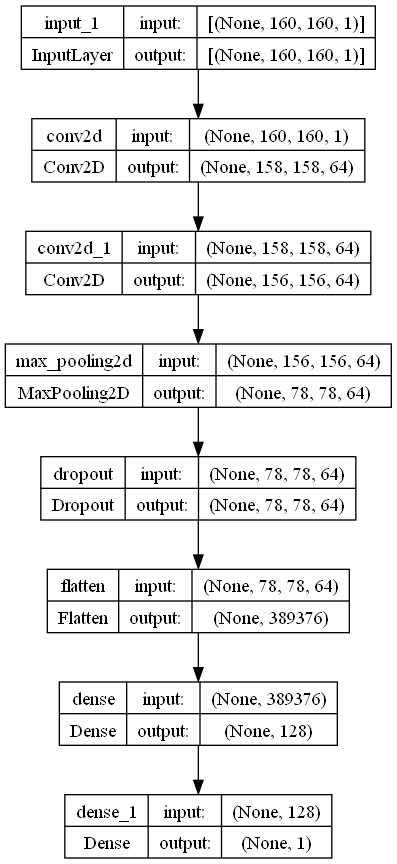 input_1 input: [(None, 160, 160, 1)]
InputLayer output: [(None, 160, 160, 1)]
conv2d input: (None, 160, 160, 1)
Conv2D output: (None, 158, 158, 64)
conv2d_1 input: (None, 158, 158, 64)
Conv2D output: (None, 156, 156, 64)
max_pooling2d input: (None, 156, 156, 64)
MaxPooling2D output: (None, 78, 78, 64)
dropout input: (None, 78, 78, 64)
Dropout output: (None, 78, 78, 64)
flatten input: (None, 78, 78, 64)
Flatten output: (None, 389376)
dense input: (None, 389376)
Dense output: (None, 128)
dense_1 input: (None, 128)
Dense output: (None, 1)